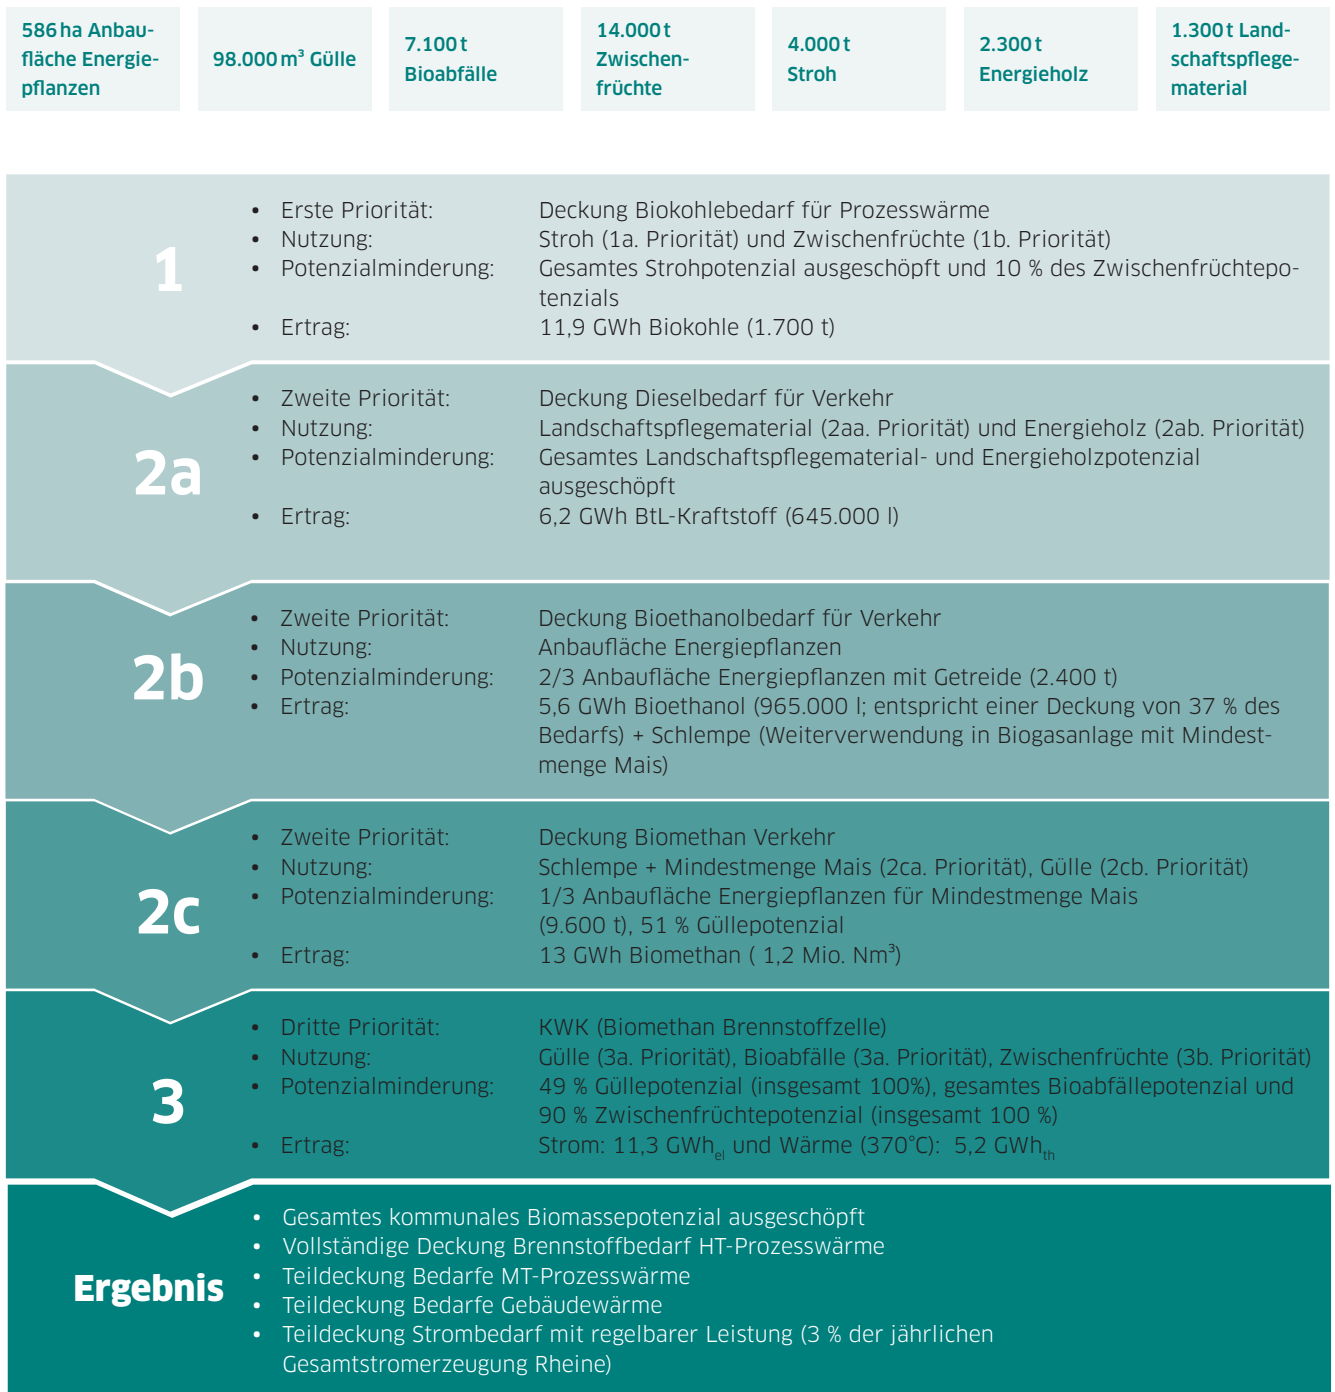 586 ha Anbau-
fläche Energie-
pflanzen
98.000 m³ Gülle
7.100 t
Bioabfälle
14.000 t
Zwischen-
früchte
4.000 t
Stroh
2.300 t
Energieholz
1.300 t Land-
schaftspflege-
material
1
• Erste Priorität: Deckung Biokohlebedarf für Prozesswärme
• Nutzung: Stroh (1a. Priorität) und Zwischenfrüchte (1b. Priorität)
• Potenzialminderung: Gesamtes Strohpotenzial ausgeschöpft und 10 % des Zwischenfrüchtepo-
tenzials
• Ertrag: 11,9 GWh Biokohle (1.700 t)
2a
• Zweite Priorität: Deckung Dieselbedarf für Verkehr
• Nutzung: Landschaftspflegematerial (2aa. Priorität) und Energieholz (2ab. Priorität)
• Potenzialminderung: Gesamtes Landschaftspflegematerial- und Energieholzpotenzial
ausgeschöpft
• Ertrag: 6,2 GWh BtL-Kraftstoff (645.000 l)
2b
• Zweite Priorität: Deckung Bioethanolbedarf für Verkehr
• Nutzung: Anbaufläche Energiepflanzen
• Potenzialminderung: 2/3 Anbaufläche Energiepflanzen mit Getreide (2.400 t)
• Ertrag: 5,6 GWh Bioethanol (965.000 l; entspricht einer Deckung von 37 % des
Bedarfs) + Schlempe (Weiterverwendung in Biogasanlage mit Mindest-
menge Mais)
2c
• Zweite Priorität: Deckung Biomethan Verkehr
• Nutzung: Schlempe + Mindestmenge Mais (2ca. Priorität), Gülle (2cb. Priorität)
• Potenzialminderung: 1/3 Anbaufläche Energiepflanzen für Mindestmenge Mais
(9.600 t), 51 % Güllepotenzial
• Ertrag: 13 GWh Biomethan ( 1,2 Mio. Nm³)
3
• Dritte Priorität: KWK (Biomethan Brennstoffzelle)
• Nutzung: Gülle (3a. Priorität), Bioabfälle (3a. Priorität), Zwischenfrüchte (3b. Priorität)
• Potenzialminderung: 49 % Güllepotenzial (insgesamt 100%), gesamtes Bioabfällepotenzial und
90 % Zwischenfrüchtepotenzial (insgesamt 100 %)
• Ertrag: Strom: 11,3 GWhel und Wärme (370°C): 5,2 GWhth
Ergebnis
• Gesamtes kommunales Biomassepotenzial ausgeschöpft
• Vollständige Deckung Brennstoffbedarf HT-Prozesswärme
• Teildeckung Bedarfe MT-Prozesswärme
• Teildeckung Bedarfe Gebäudewärme
• Teildeckung Strombedarf mit regelbarer Leistung (3 % der jährlichen
Gesamtstromerzeugung Rheine)